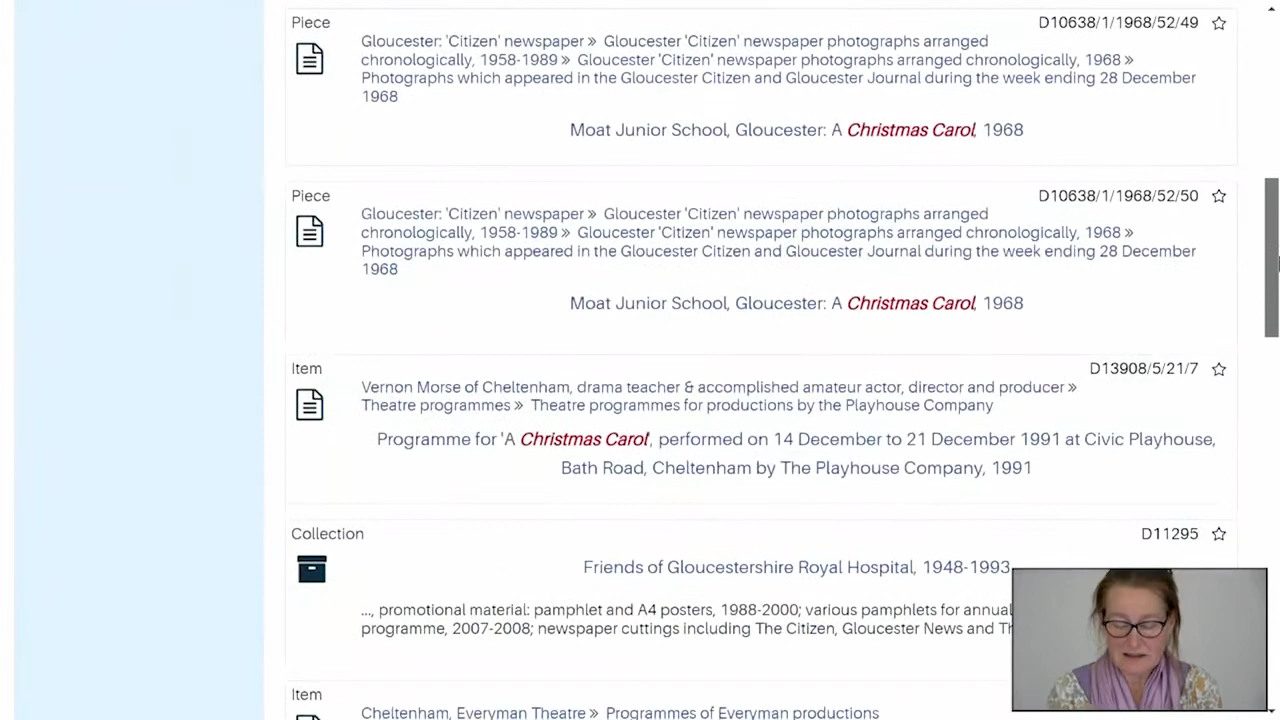 Piece
D10638/1/1968/52/49
Gloucester: 'Citizen' newspaper » Gloucester 'Citizen' newspaper photographs arranged
chronologically, 1958-1989 » Gloucester 'Citizen' newspaper photographs arranged chronologically, 1968 »
Photographs which appeared in the Gloucester Citizen and Gloucester Journal during the week ending 28 December
1968
Moat Junior School, Gloucester: A Christmas Carol, 1968
Piece
D10638/1/1968/52/50
Gloucester: 'Citizen' newspaper » Gloucester 'Citizen' newspaper photographs arranged
chronologically, 1958-1989 » Gloucester 'Citizen' newspaper photographs arranged chronologically, 1968 »
Photographs which appeared in the Gloucester Citizen and Gloucester Journal during the week ending 28 December
1968
Moat Junior School, Gloucester: A Christmas Carol, 1968
Item
D13908/5/21/7
Vernon Morse of Cheltenham, drama teacher & accomplished amateur actor, director and producer »
Theatre programmes » Theatre programmes for productions by the Playhouse Company
Programme for 'A Christmas Carol', performed on 14 December to 21 December 1991 at Civic Playhouse,
Bath Road, Cheltenham by The Playhouse Company, 1991
Collection
D11295
Friends of Gloucestershire Royal Hospital, 1948-1993
..., promotional material: pamphlet and A4 posters, 1988-2000; various pamphlets for annual
programme, 2007-2008; newspaper cuttings including The Citizen, Gloucester News and
Item
Cheltenham, Everyman Theatre » Programmes of Everyman productions